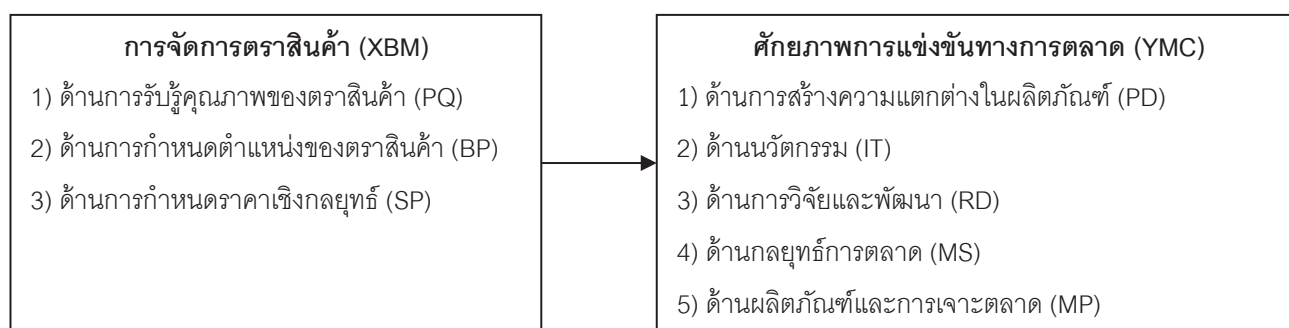 การจัดการตราสินค้า (XBM)
1) ด้านการรับรู้คุณภาพของตราสินค้า (PQ)
2) ด้านการกำหนดตำแหน่งของตราสินค้า (BP)
3) ด้านการกำหนดราคาเชิงกลยุทธ์ (SP)
ศักยภาพการแข่งขันทางการตลาด (YMC)
1) ด้านการสร้างความแตกต่างในผลิตภัณฑ์ (PD)
2) ด้านนวัตกรรม (IT)
3) ด้านการวิจัยและพัฒนา (RD)
4) ด้านกลยุทธ์การตลาด (MS)
5) ด้านผลิตภัณฑ์และการเจาะตลาด (MP)